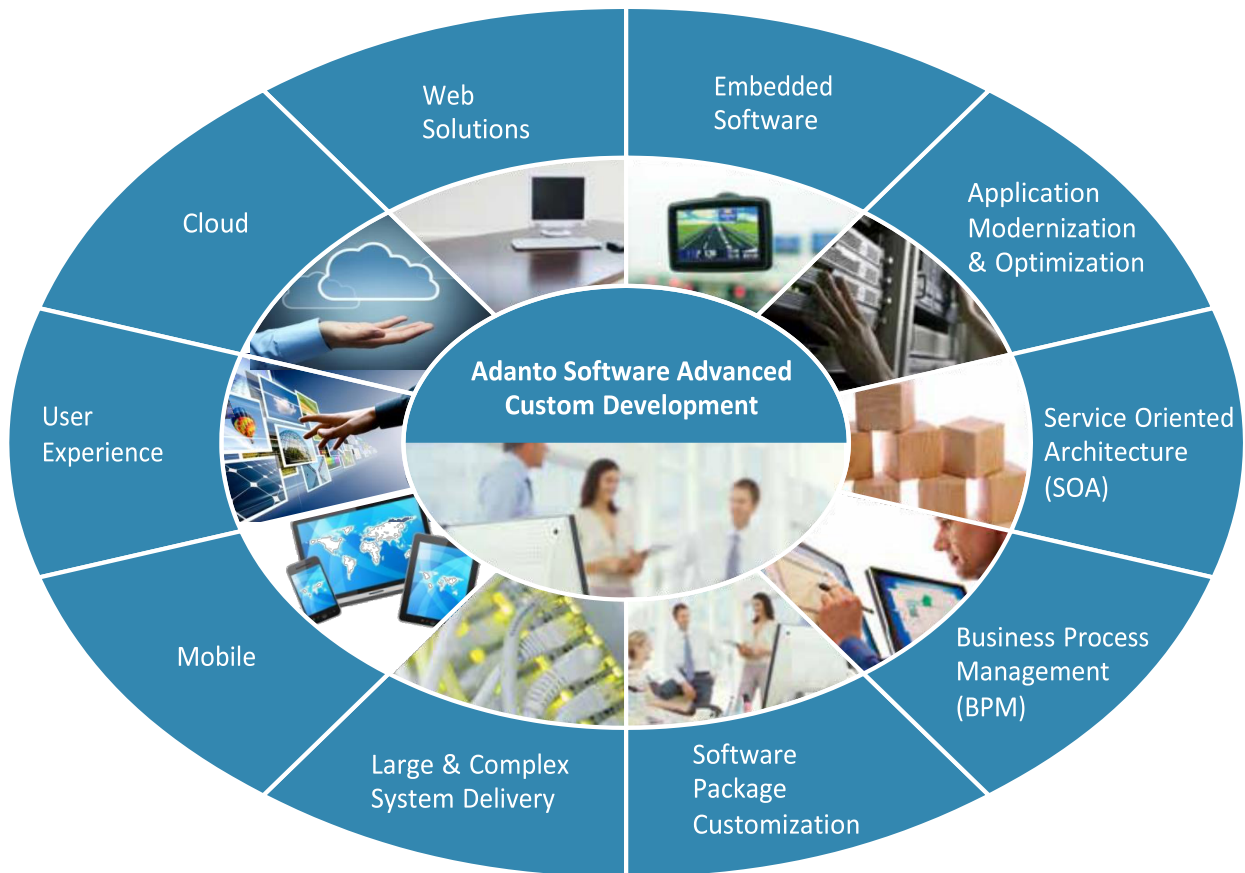 Web
Solutions
Embedded
Software
Application
Modernization
& Optimization
Service Oriented
Architecture
(SOA)
Business Process
Management
(BPM)
Software
Package
Customization
Large & Complex
System Delivery
Mobile
User
Experience
Cloud
Adanto Software Advanced
Custom Development